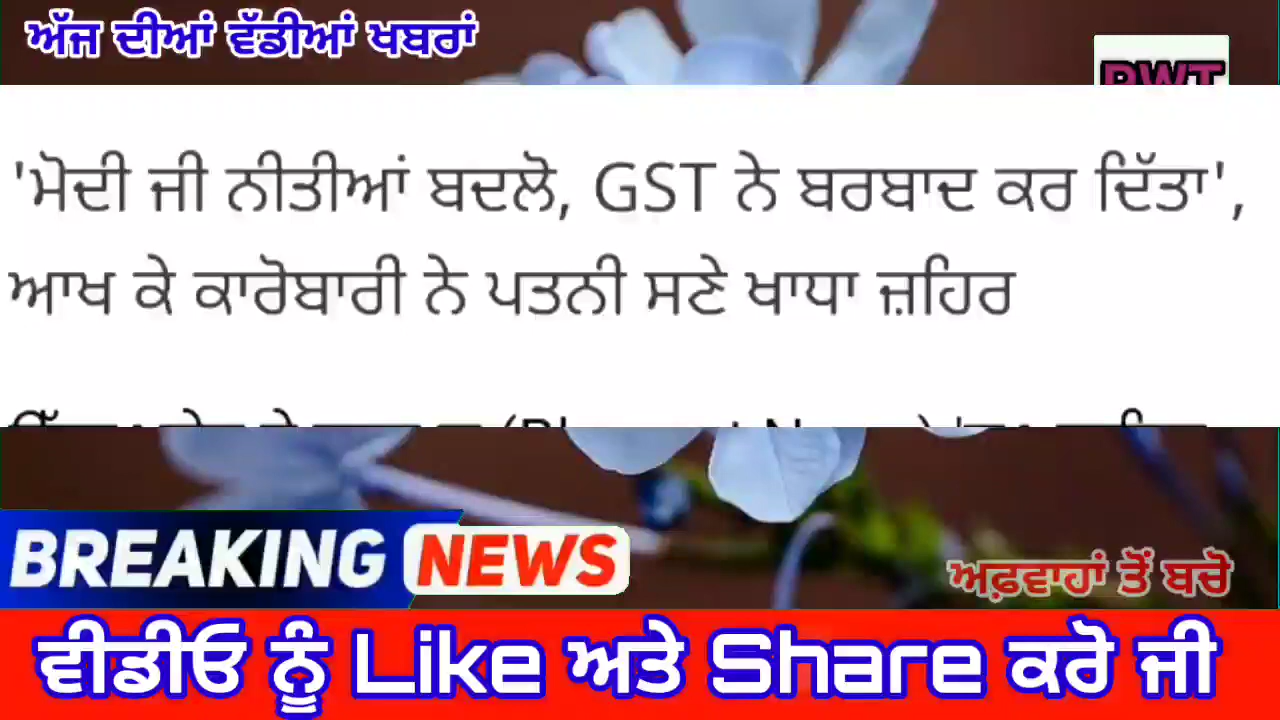 ਅੱਜ ਦੀਆਂ ਵੱਡੀਆਂ ਖਬਰਾਂ
'ਮੋਦੀ ਜੀ ਨੀਤੀਆਂ ਬਦਲੋ, GST ਨੇ ਬਰਬਾਦ ਕਰ ਦਿੱਤਾ',
ਆਖ ਕੇ ਕਾਰੋਬਾਰੀ ਨੇ ਪਤਨੀ ਸਣੇ ਖਾਧਾ ਜ਼ਹਿਰ
BREAKING NEWS
ਅਫ਼ਵਾਹਾਂ ਤੋਂ ਬਚੋ
ਵੀਡੀਓ ਨੂੰ Like ਅਤੇ Share ਕਰੋ ਜੀ